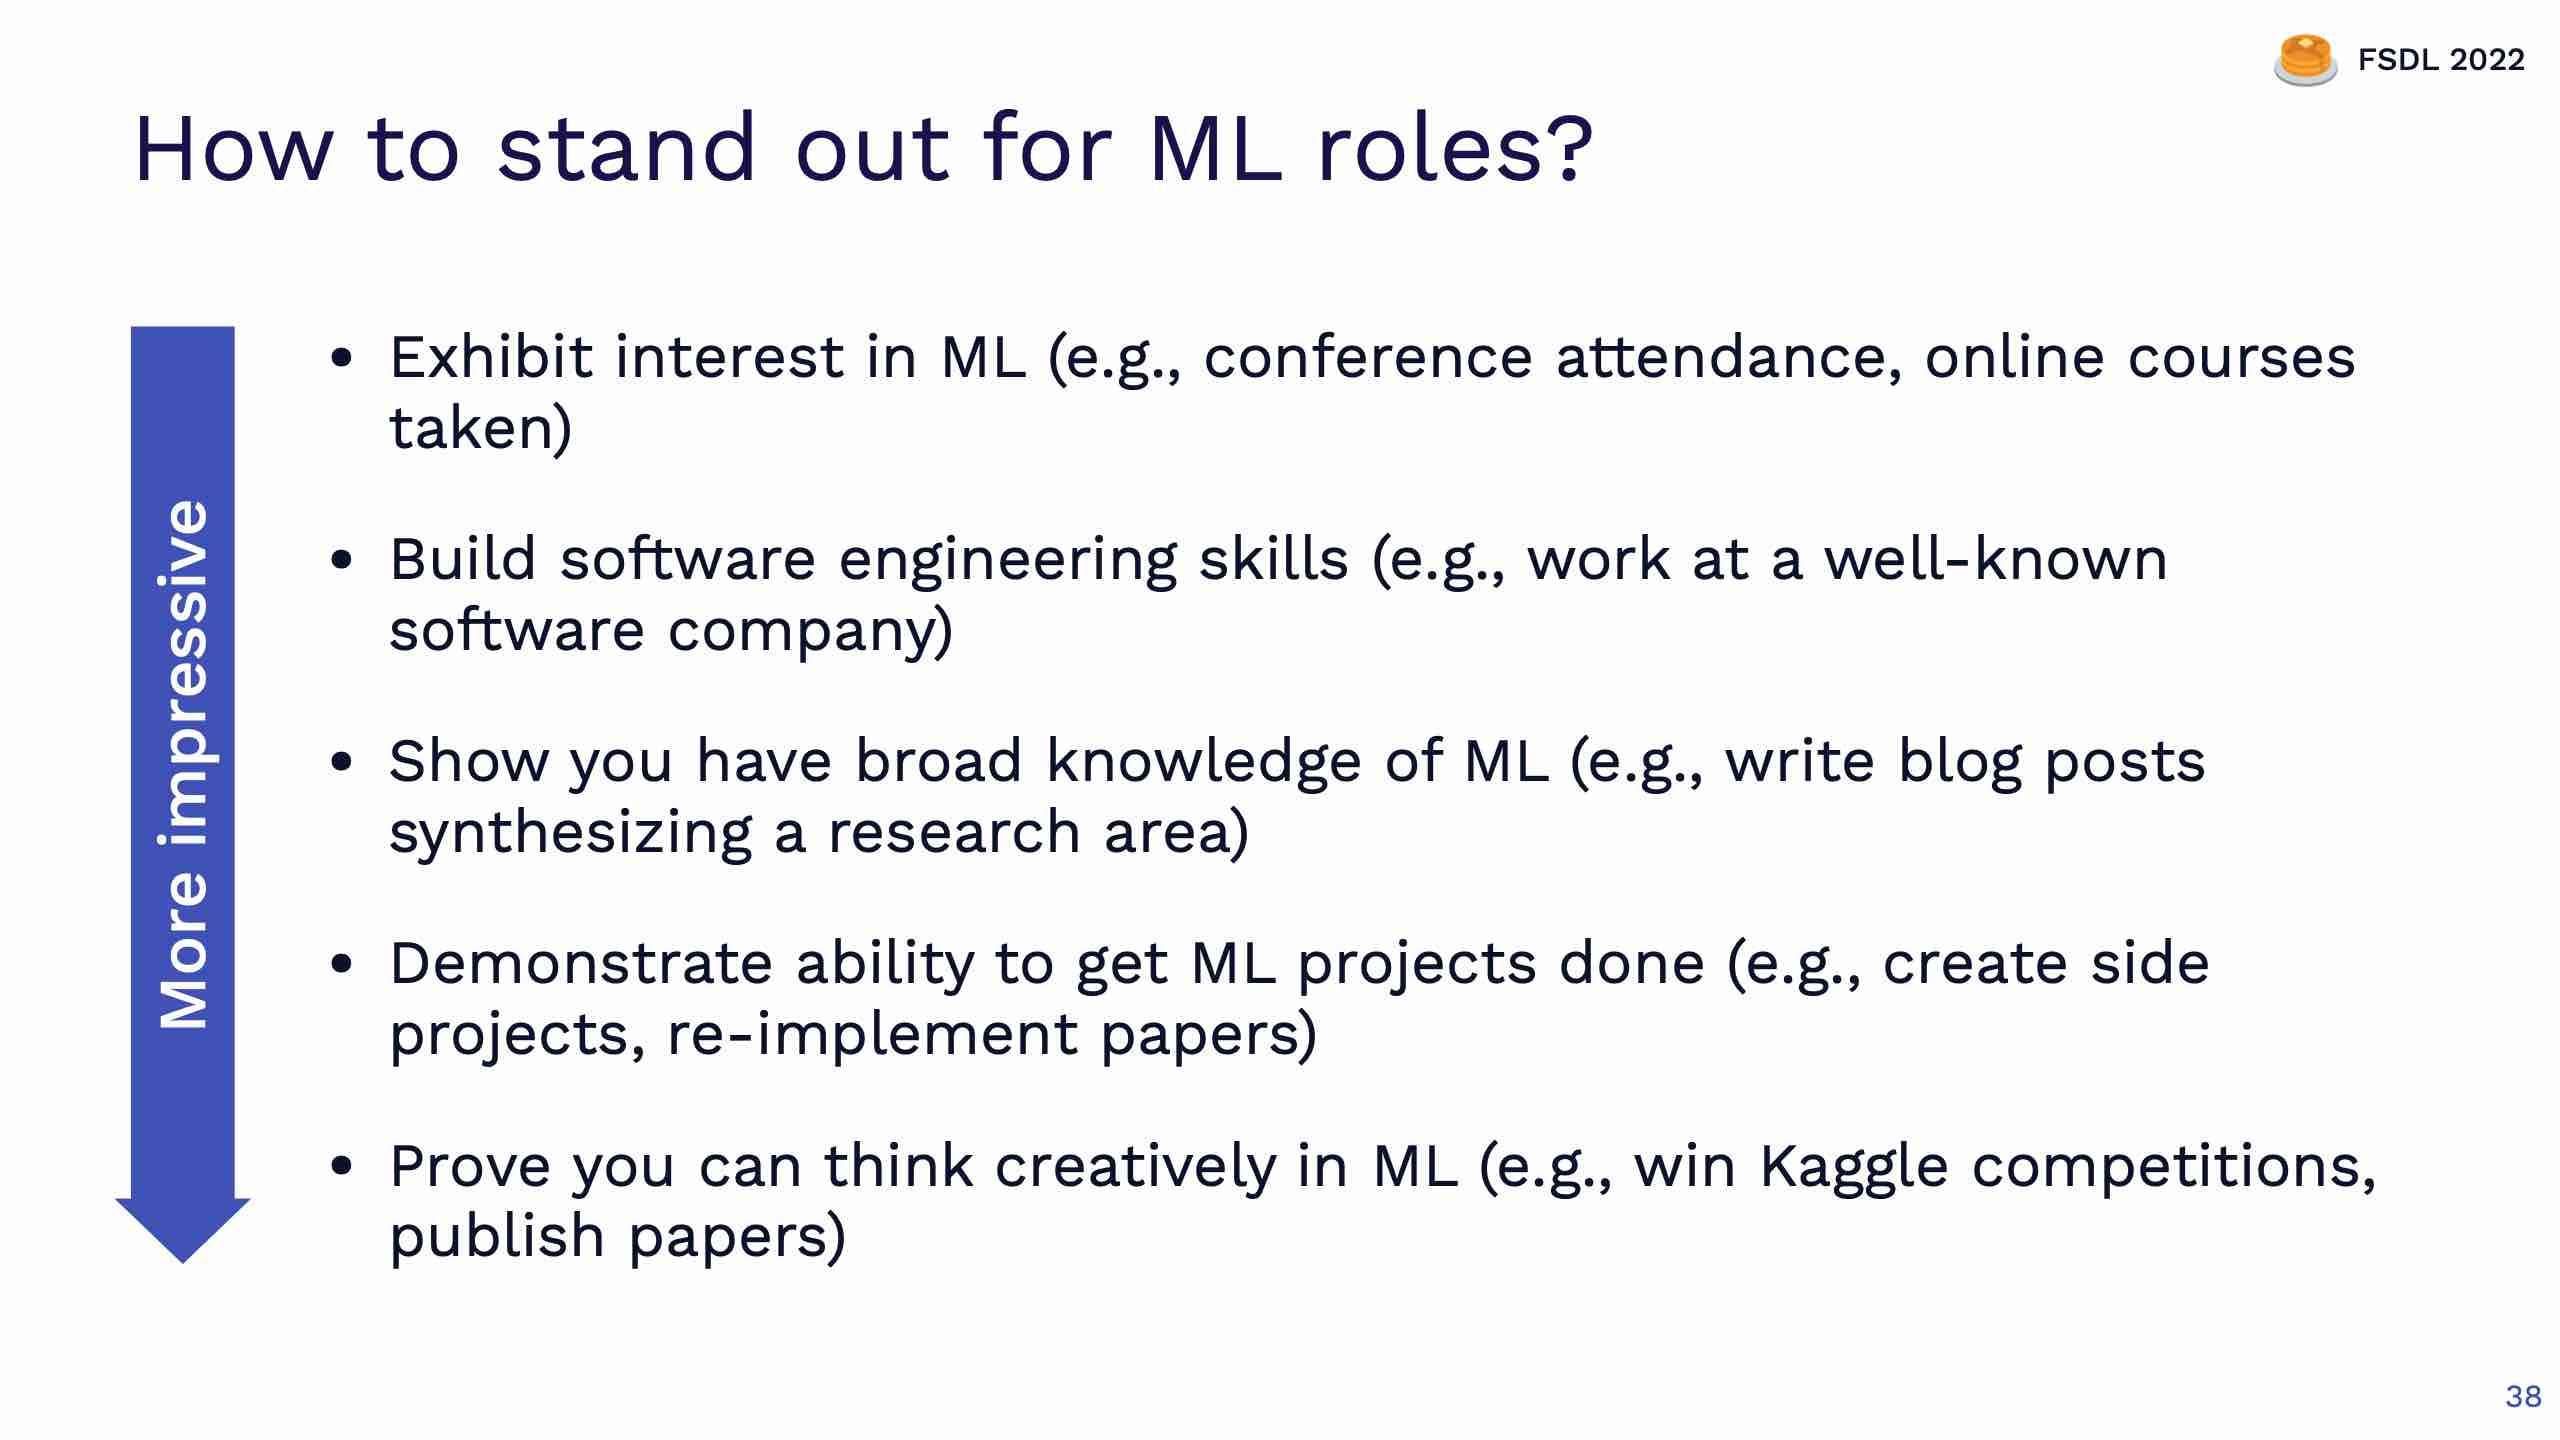 FSDL 2022
How to stand out for ML roles?
More impressive
• Exhibit interest in ML (e.g., conference attendance, online courses
taken)
• Build software engineering skills (e.g., work at a well-known
software company)
• Show you have broad knowledge of ML (e.g., write blog posts
synthesizing a research area)
• Demonstrate ability to get ML projects done (e.g., create side
projects, re-implement papers)
• Prove you can think creatively in ML (e.g., win Kaggle competitions,
publish papers)
38